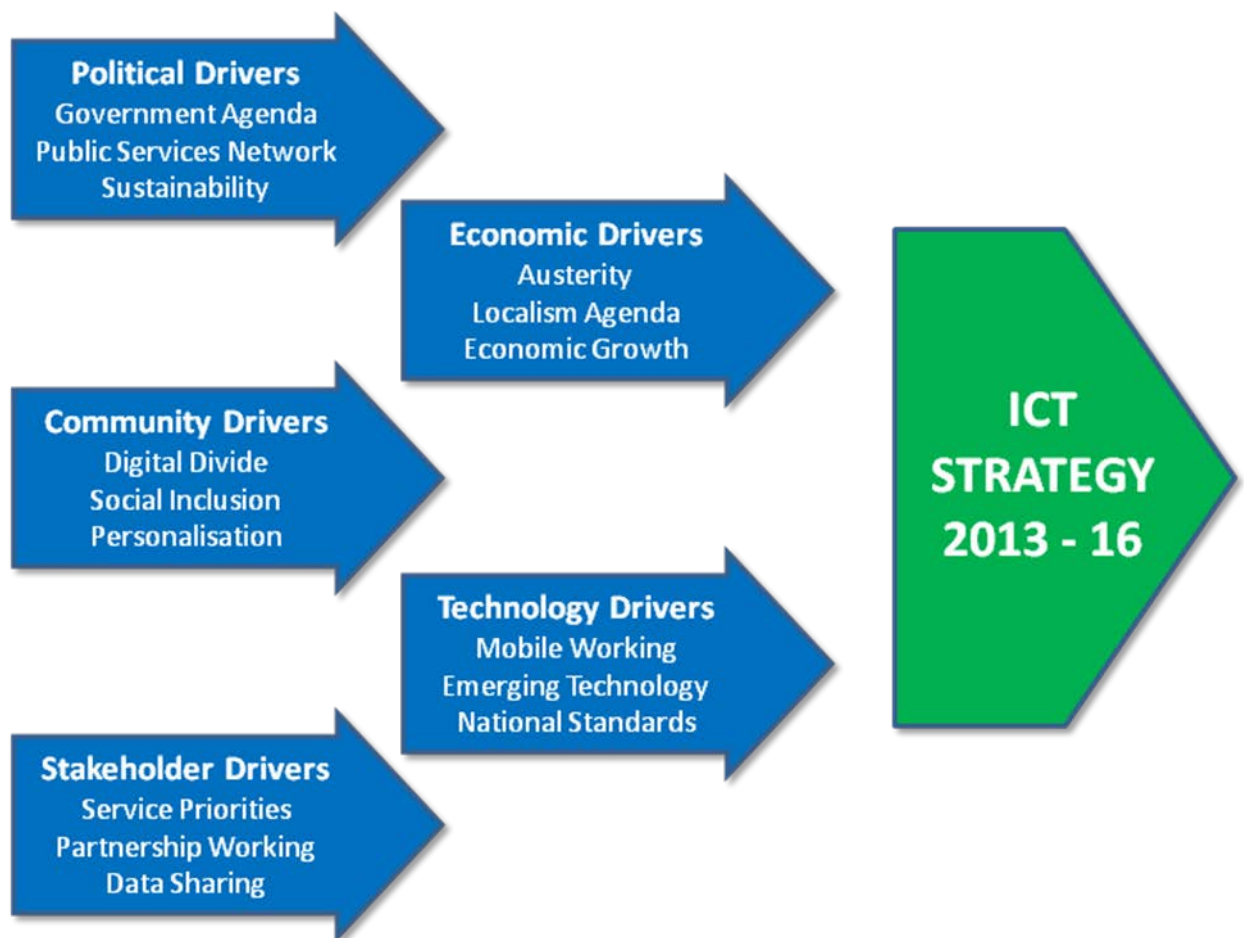 Political Drivers
Government Agenda
Public Services Network
Sustainability
Economic Drivers
Austerity
Localism Agenda
Economic Growth
Community Drivers
Digital Divide
Social Inclusion
Personalisation
Technology Drivers
Mobile Working
Emerging Technology
National Standards
Stakeholder Drivers
Service Priorities
Partnership Working
Data Sharing
ICT
STRATEGY
2013 - 16